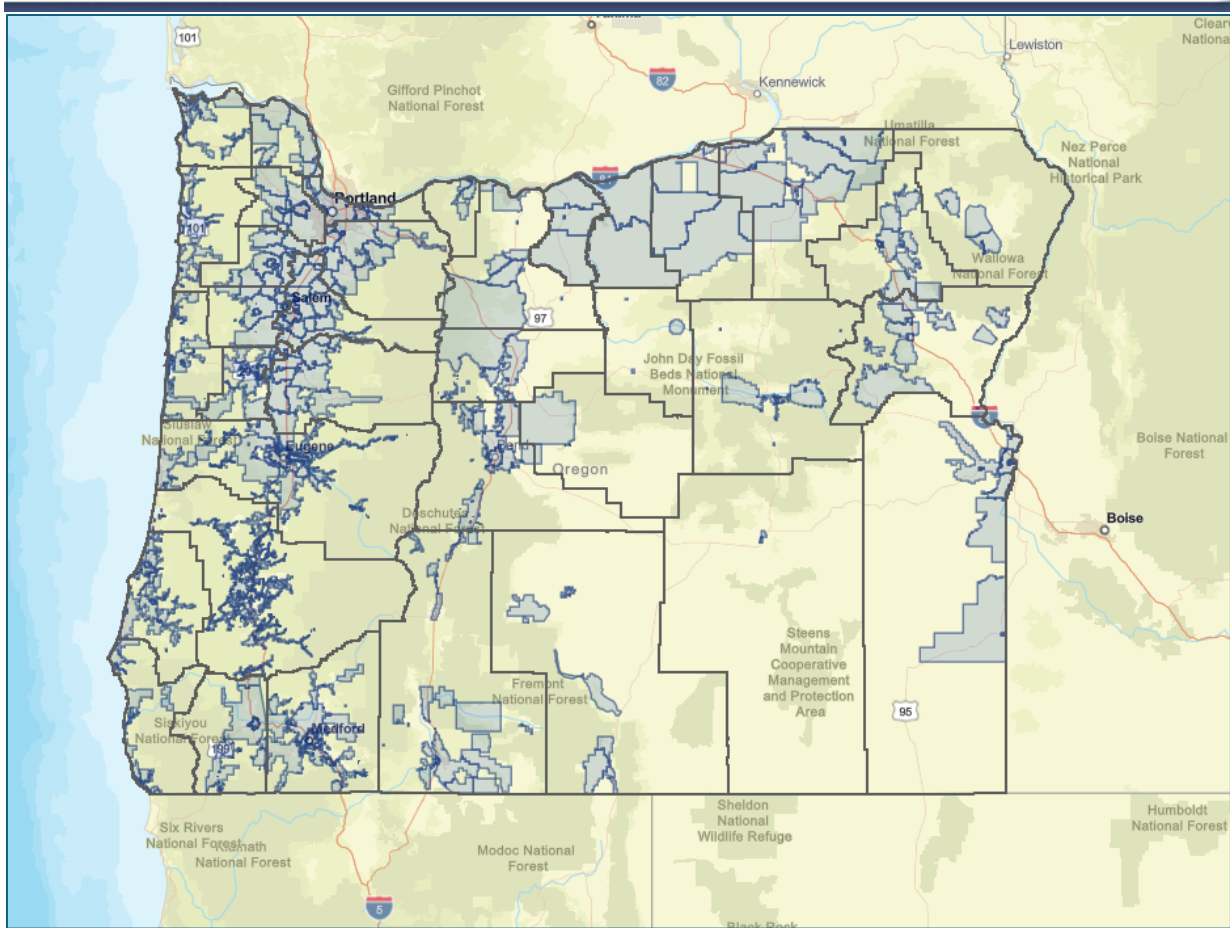 101
Clearw
Nationa
Lewiston
82
Kennewick
Gifford Pinchot
National Forest
Umatilla
National Forest
Nez Perce
National
Historical Park
Portland
101
Wallowa
National Forest
Salem
97
John Day Fossil
Beds National
Monument
Siuslaw
National Forest
Eugene
Bend
Oregon
Boise National
Forest
Deschutes
National Forest
Boise
Steens
Mountain
Cooperative
Management
and Protection
Area
Fremont
National Forest
95
Siskiyou
National Forest
Medford
199
Sheldon
National
Wildlife Refuge
Humboldt
National Forest
Six Rivers
National Forest
Klamath
National Forest
Modoc National
Forest
5
Black Rock